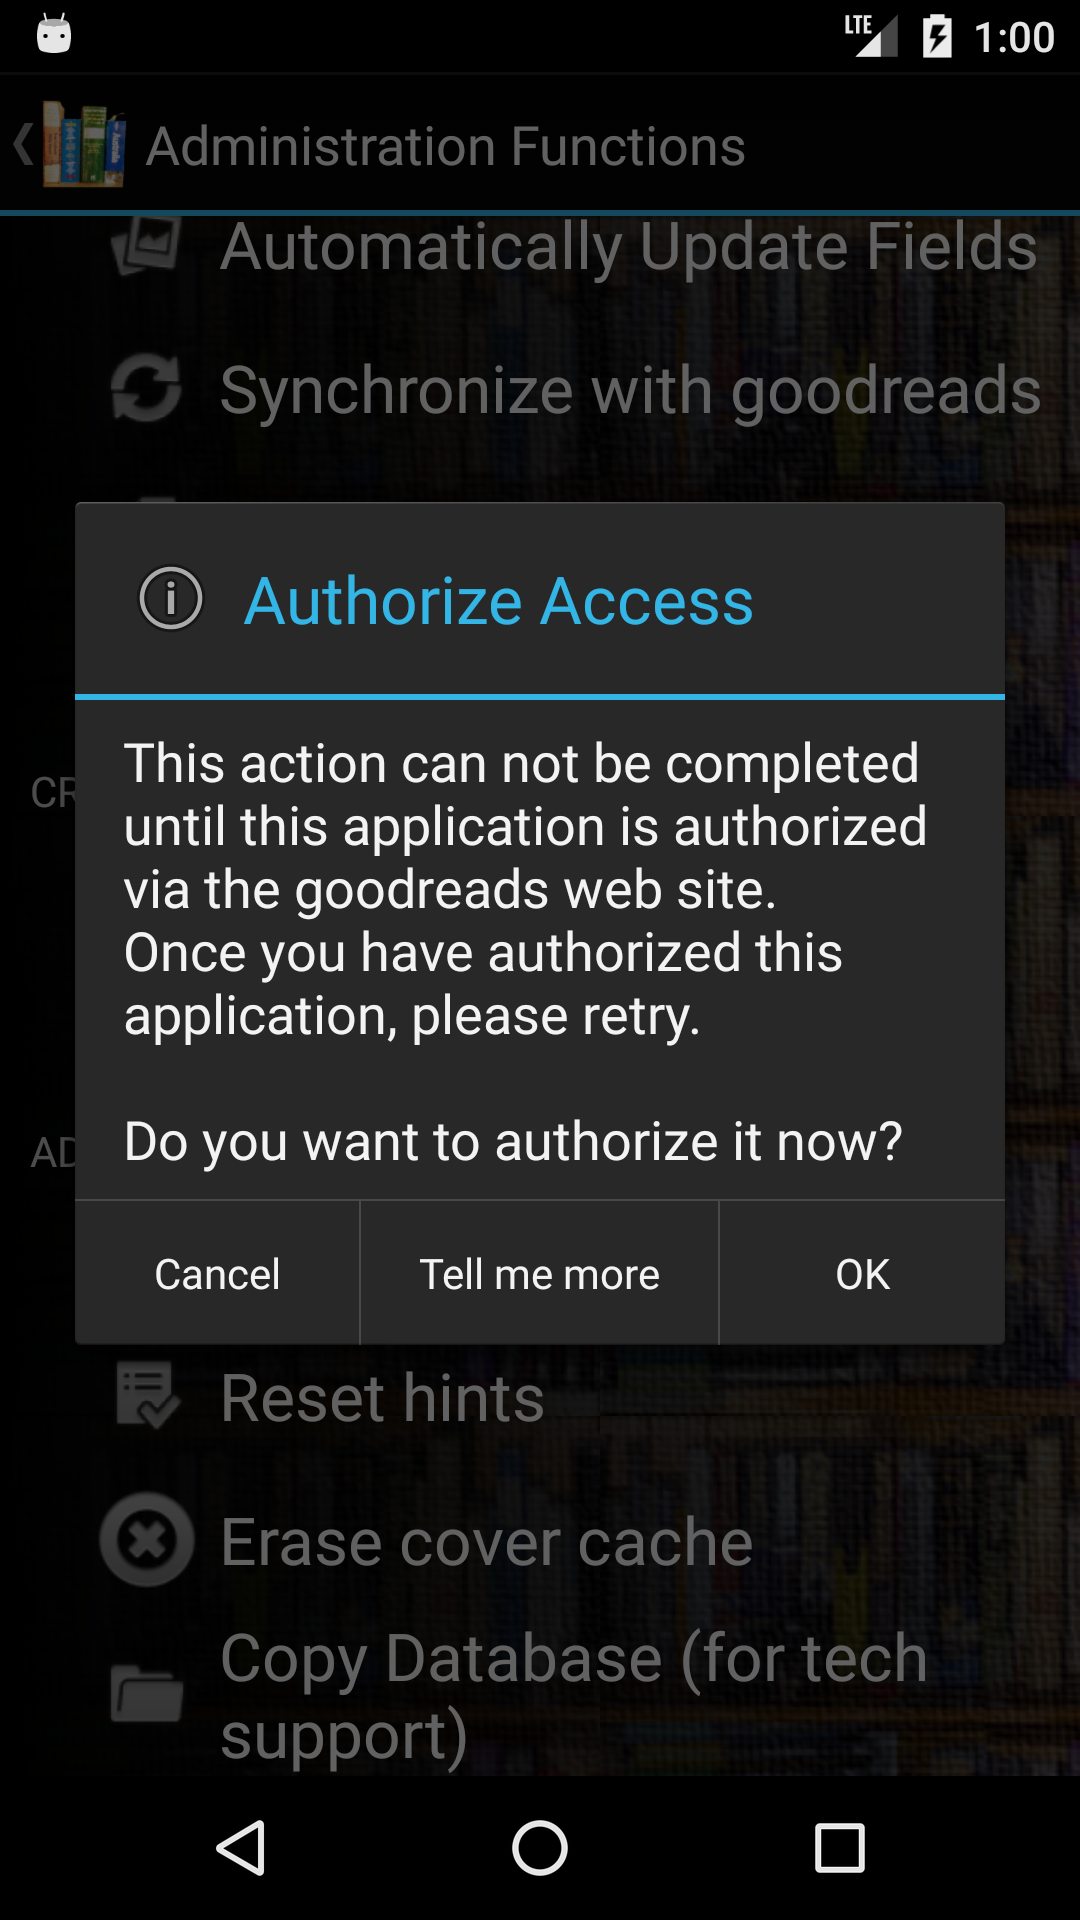 LTE 1:00
Administration Functions
Automatically Update Fields
Synchronize with goodreads
Authorize Access
This action can not be completed
until this application is authorized
via the goodreads web site.
Once you have authorized this
application, please retry.
Do you want to authorize it now?
CR
AD
Cancel Tell me more OK
Reset hints
Erase cover cache
Copy Database (for tech
support)